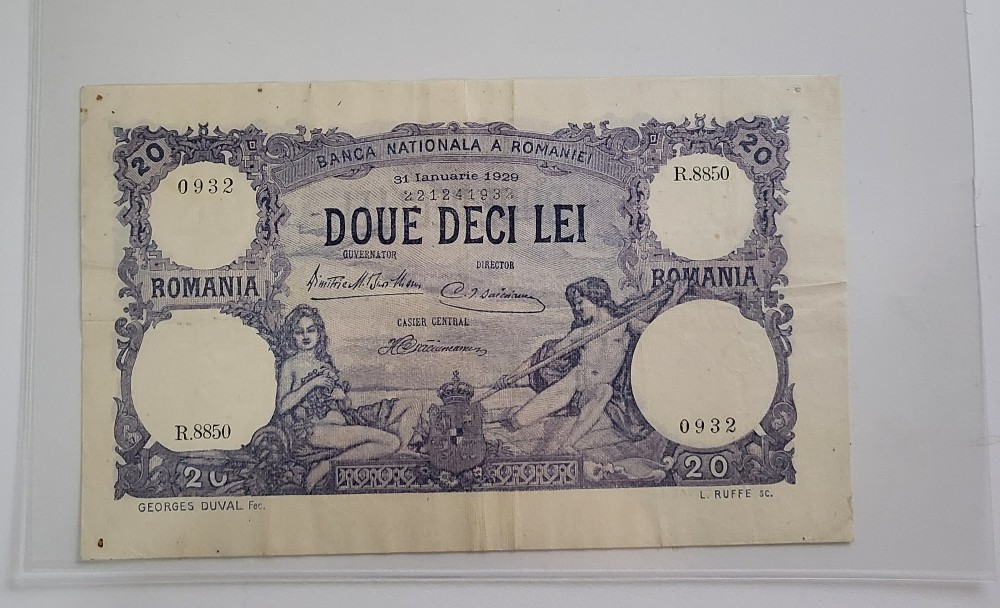 20 20
BANCA NATIONALA A ROMANIEI
0932
R.8850
31 Ianuarie 1929
221241932
DOUE DECI LEI
GUVERNATOR
DIRECTOR
ROMANIA
ROMANIA
CASIER CENTRAL
R.8850
0932
20
20
GEORGES DUVAL Fec.
L. RUFFE sc.